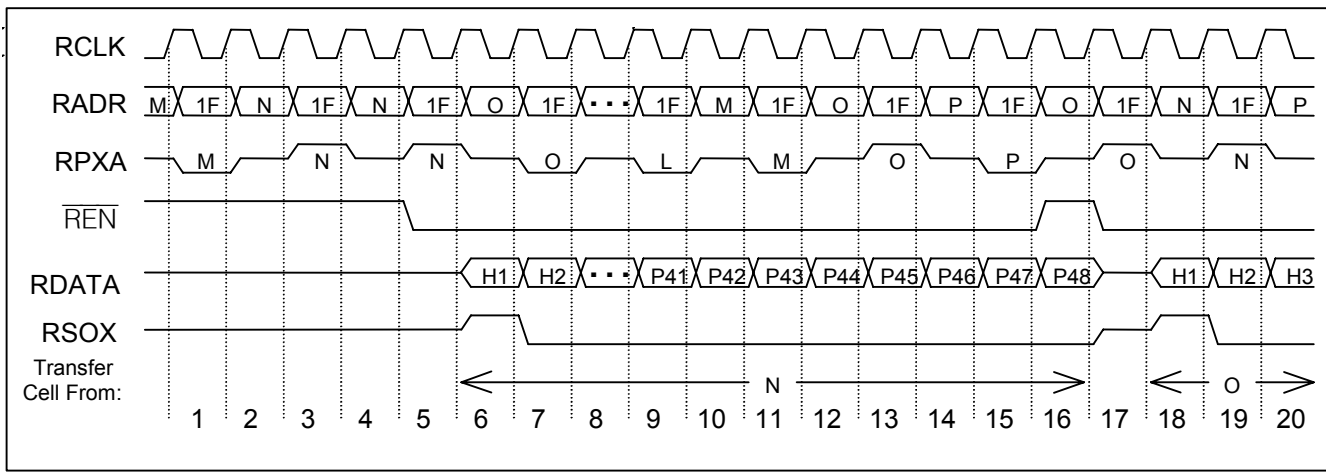 RCLK
RADR M 1F N 1F N 1F O 1F ··· 1F M 1F O 1F P 1F O 1F N 1F P
RPXA M N N O L M O P O N
REN
RDATA H1 H2 ··· P41 P42 P43 P44 P45 P46 P47 P48 H1 H2 H3
RSOX
Transfer
Cell From: N O
1 2 3 4 5 6 7 8 9 10 11 12 13 14 15 16 17 18 19 20